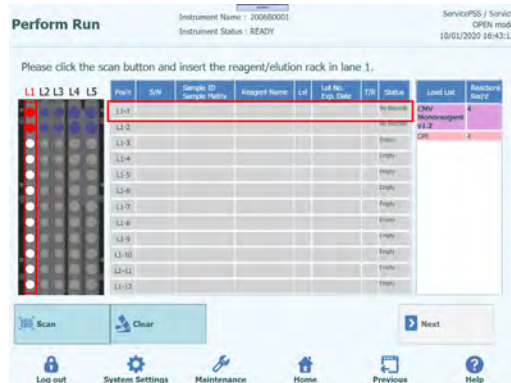 Perform Run
Instrument Name : 200680001
Instrument Status : READY
ServicePSS / Service
OPEN mode
10/01/2020 16:43:1
Please click the scan button and insert the reagent/elution rack in lane 1.
L1 L2 L3 L4 L5
Pos'n S/N Sample ID Sample Matrix Reagent Name Lvl Lot No. Exp. Date T/R Status
L1-1 No Records
L1-2 No Records
L1-3 Empty
L1-4 Empty
L1-5 Empty
L1-6 Empty
L1-7 Empty
L1-8 Empty
L1-9 Empty
L1-10 Empty
L1-11 Empty
L1-12 Empty
Load List Reactions Req'd
CMV Monoreagent v1.2 4
CPE 4
Scan
Clear
Next
Log out System Settings Maintenance Home Previous Help